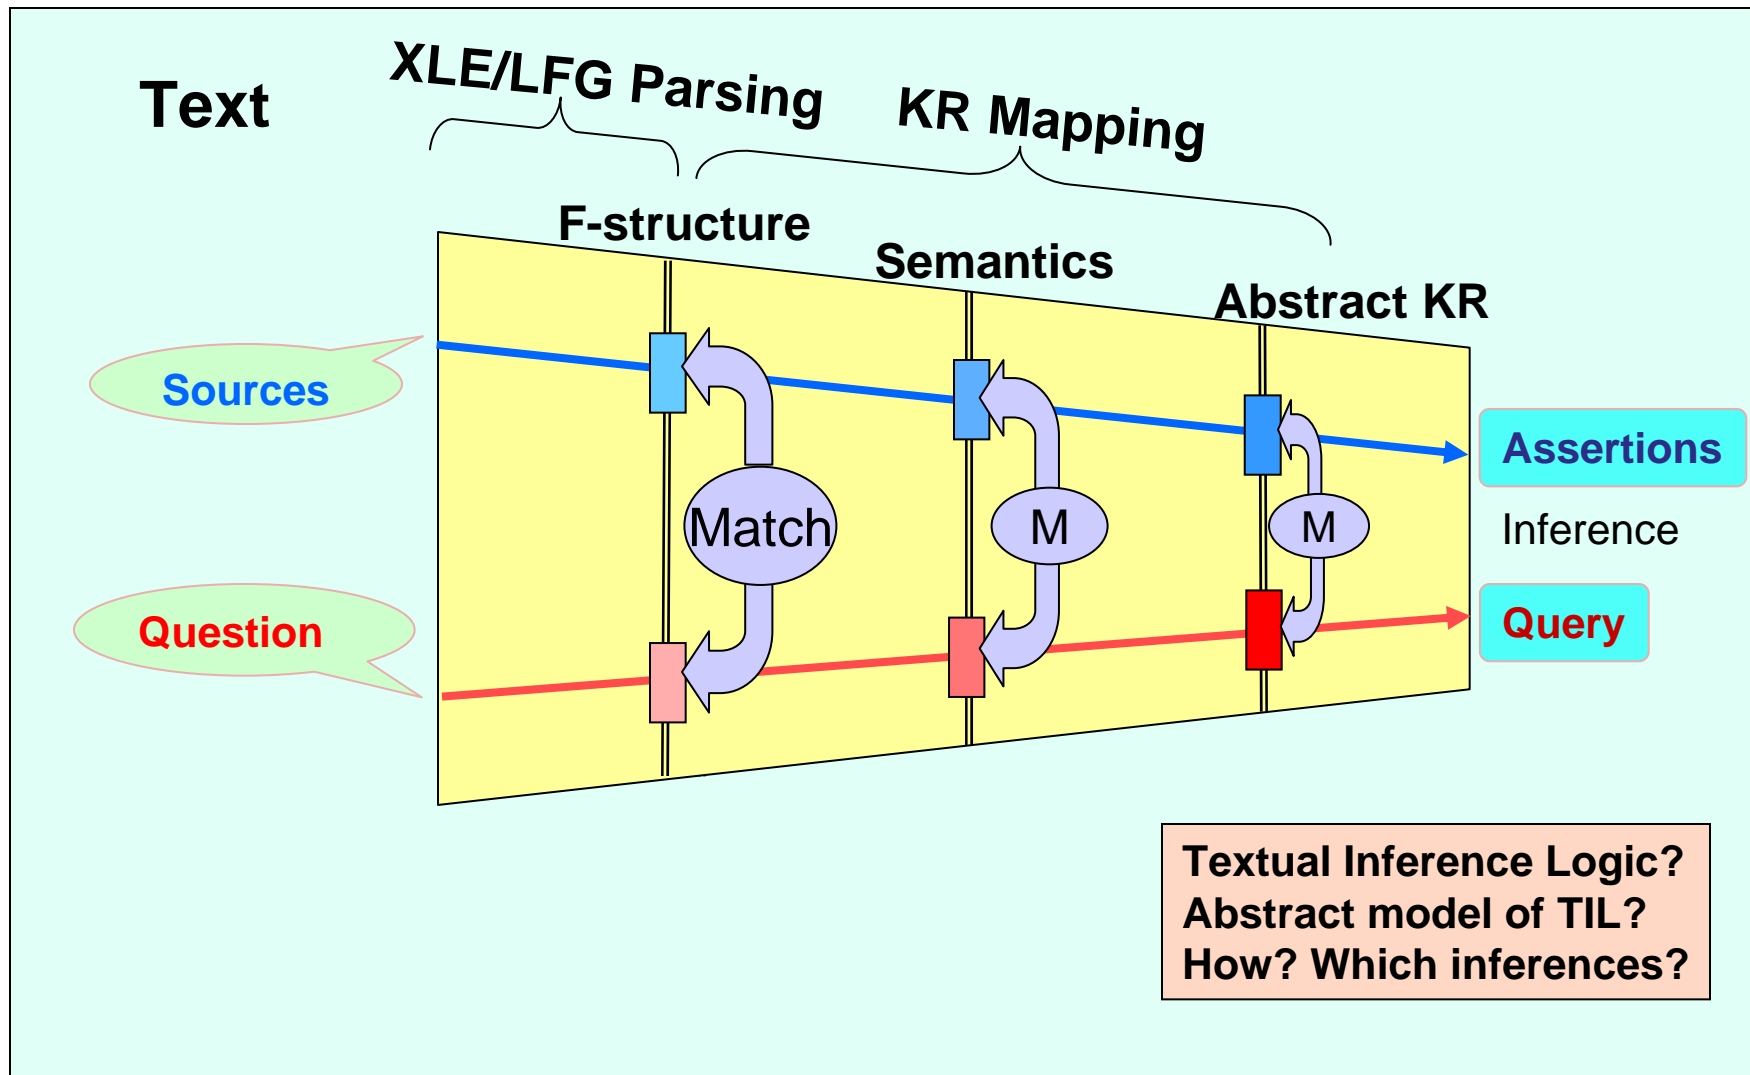 Text
XLE/LFG Parsing
KR Mapping
F-structure
Semantics
Abstract KR
Sources
Assertions
Match
M
M
Inference
Question
Query
Textual Inference Logic?
Abstract model of TIL?
How? Which inferences?